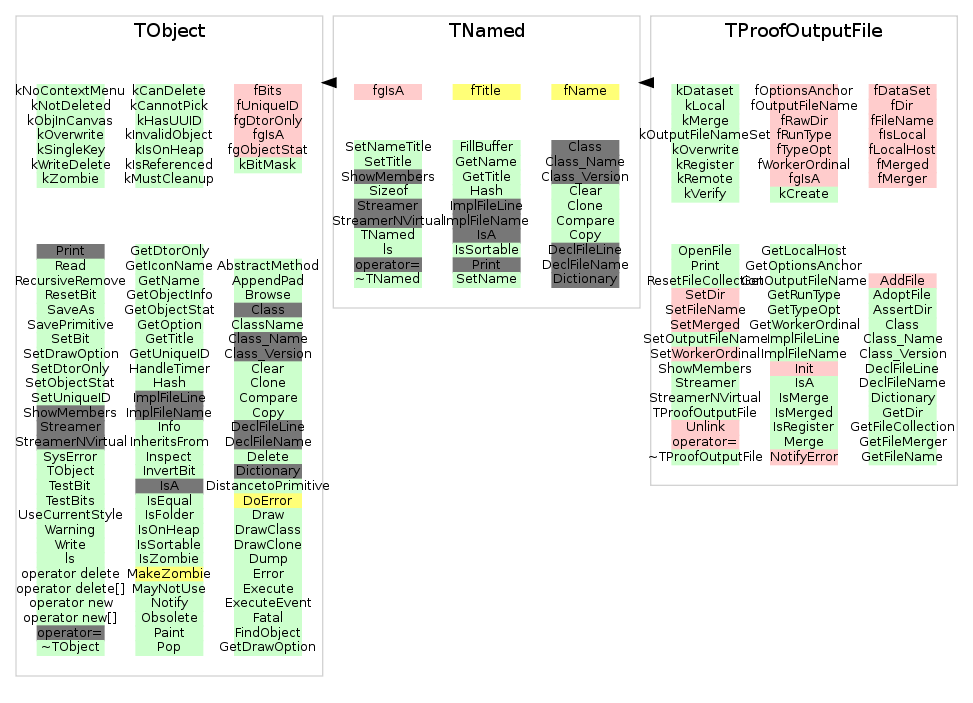 TObject
kNoContextMenu
kNotDeleted
kObjInCanvas
kOverwrite
kSingleKey
kWriteDelete
kZombie
kCanDelete
kCannotPick
kHasUUID
kInvalidObject
kIsOnHeap
kIsReferenced
kMustCleanup
fBits
fUniqueID
fgDtorOnly
fgIsA
fgObjectStat
kBitMask
Print
Read
RecursiveRemove
ResetBit
SaveAs
SavePrimitive
SetBit
SetDrawOption
SetDtorOnly
SetObjectStat
SetUniqueID
ShowMembers
Streamer
StreamerNVirtual
SysError
TObject
TestBit
TestBits
UseCurrentStyle
Warning
Write
ls
operator delete
operator delete[]
operator new
operator new[]
operator=
~TObject
GetDtorOnly
GetIconName
GetName
GetObjectInfo
GetObjectStat
GetOption
GetTitle
GetUniqueID
HandleTimer
Hash
ImplFileLine
ImplFileName
Info
InheritsFrom
Inspect
InvertBit
IsA
IsEqual
IsFolder
IsOnHeap
IsSortable
IsZombie
MakeZombie
MayNotUse
Notify
Obsolete
Paint
Pop
AbstractMethod
AppendPad
Browse
Class
ClassName
Class_Name
Class_Version
Clear
Clone
Compare
Copy
DeclFileLine
DeclFileName
Delete
Dictionary
DistancetoPrimitive
DoError
Draw
DrawClass
DrawClone
Dump
Error
Execute
ExecuteEvent
Fatal
FindObject
GetDrawOption
TNamed
fgIsA
fTitle
fName
SetNameTitle
SetTitle
ShowMembers
Sizeof
Streamer
StreamerNVirtual
TNamed
ls
operator=
~TNamed
FillBuffer
GetName
GetTitle
Hash
ImplFileLine
ImplFileName
IsA
IsSortable
Print
SetName
Class
Class_Name
Class_Version
Clear
Clone
Compare
Copy
DeclFileLine
DeclFileName
Dictionary
TProofOutputFile
kDataset
kLocal
kMerge
kOutputFileNameSet
kOverwrite
kRegister
kRemote
kVerify
fOptionsAnchor
fOutputFileName
fRawDir
fRunType
fTypeOpt
fWorkerOrdinal
fgIsA
kCreate
fDataSet
fDir
fFileName
fIsLocal
fLocalHost
fMerged
fMerger
OpenFile
Print
ResetFileCollection
SetDir
SetFileName
SetMerged
SetOutputFileName
SetWorkerOrdinal
ShowMembers
Streamer
StreamerNVirtual
TProofOutputFile
Unlink
operator=
~TProofOutputFile
GetLocalHost
GetOptionsAnchor
GetOutputFileName
GetRunType
GetTypeOpt
GetWorkerOrdinal
ImplFileLine
ImplFileName
Init
IsA
IsMerge
IsMerged
IsRegister
Merge
NotifyError
AddFile
AdoptFile
AssertDir
Class
Class_Name
Class_Version
DeclFileLine
DeclFileName
Dictionary
GetDir
GetFileCollection
GetFileMerger
GetFileName